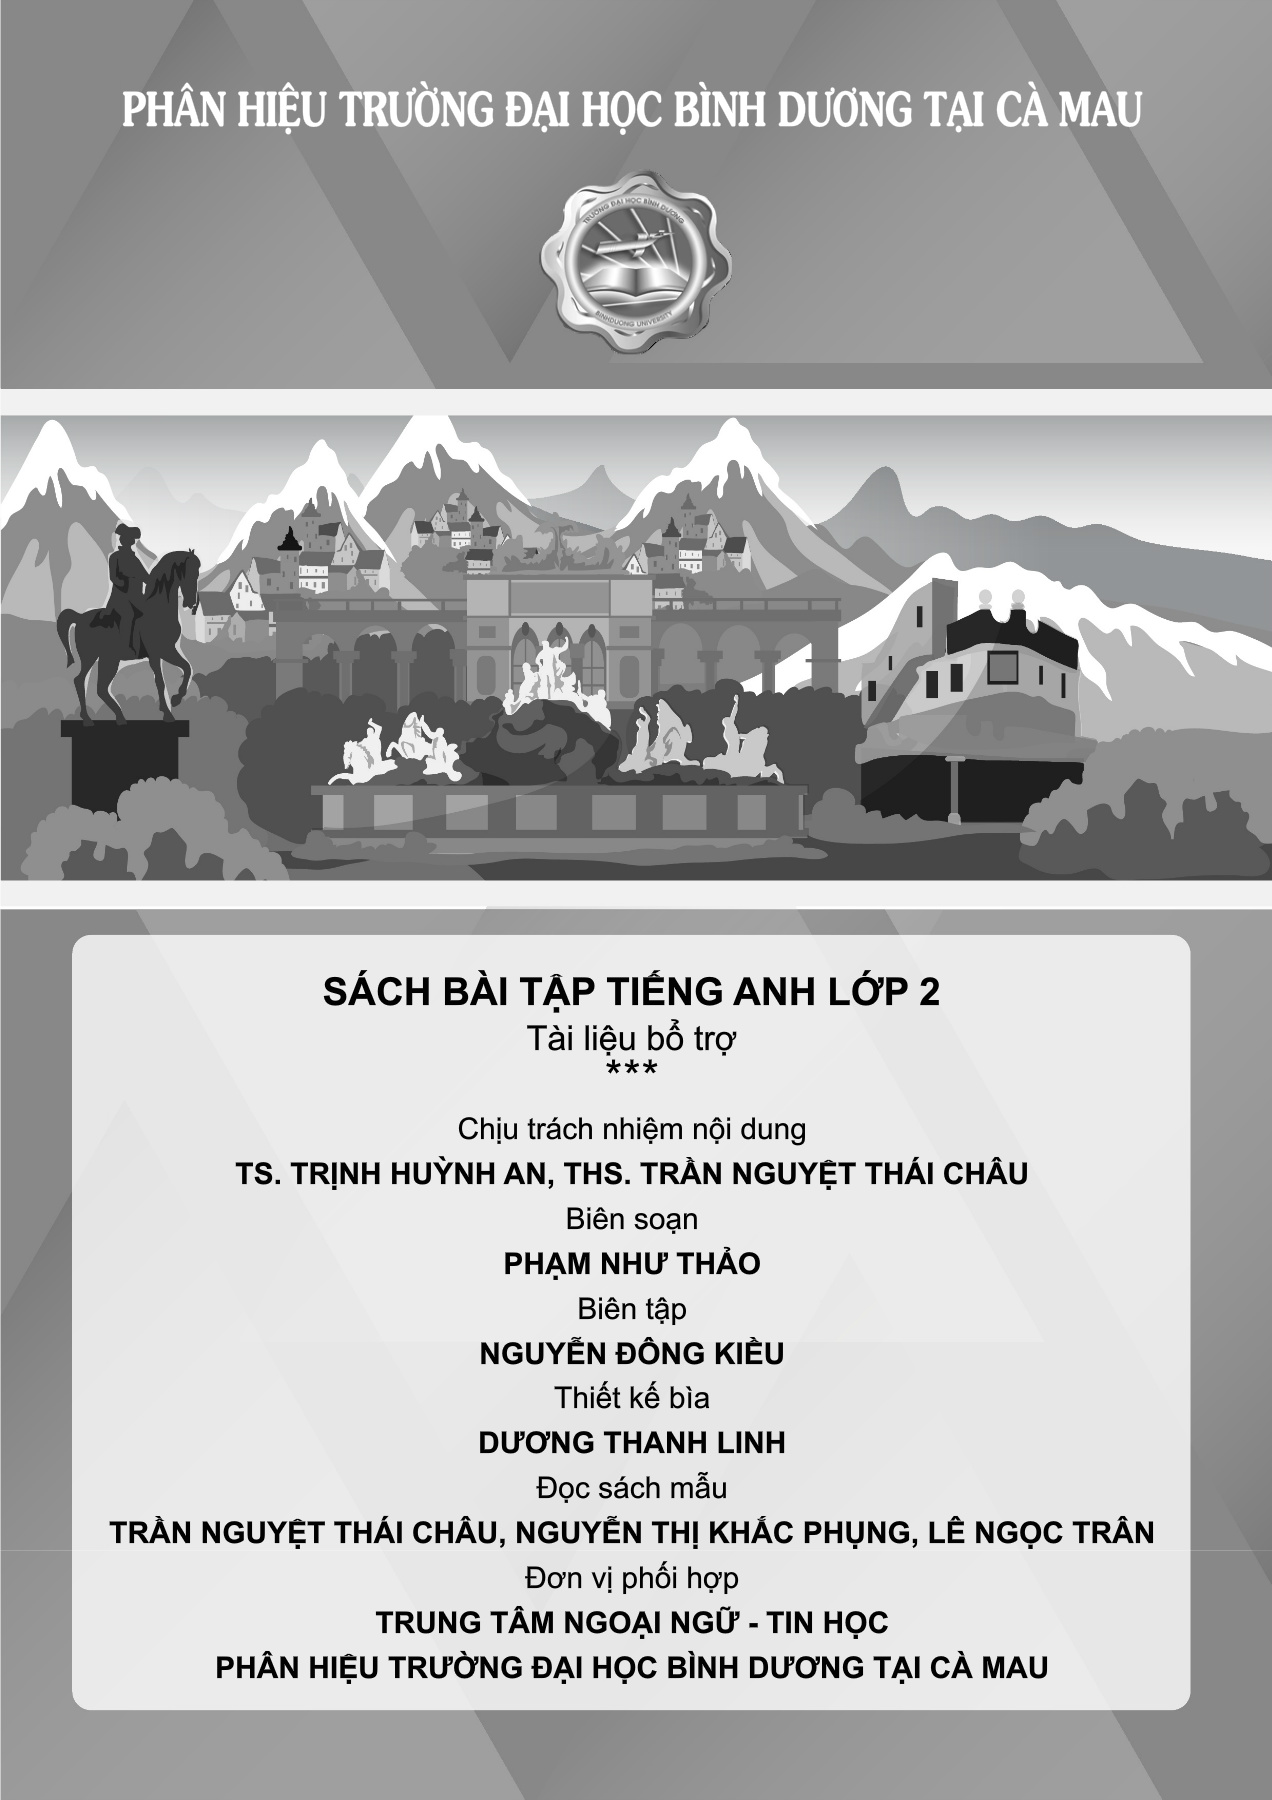 PHÂN HIỆU TRƯỜNG ĐẠI HỌC BÌNH DƯƠNG TẠI CÀ MAU
TRƯỜNG ĐẠI HỌC BÌNH DƯƠNG
BINHDUONG UNIVERSITY
SÁCH BÀI TẬP TIẾNG ANH LỚP 2
Tài liệu bổ trợ
***
Chịu trách nhiệm nội dung
TS. TRỊNH HUỲNH AN, THS. TRẦN NGUYỆT THÁI CHÂU
Biên soạn
PHẠM NHƯ THẢO
Biên tập
NGUYỄN ĐÔNG KIỀU
Thiết kế bìa
DƯƠNG THANH LINH
Đọc sách mẫu
TRẦN NGUYỆT THÁI CHÂU, NGUYỄN THỊ KHẮC PHỤNG, LÊ NGỌC TRÂN
Đơn vị phối hợp
TRUNG TÂM NGOẠI NGỮ - TIN HỌC
PHÂN HIỆU TRƯỜNG ĐẠI HỌC BÌNH DƯƠNG TẠI CÀ MAU